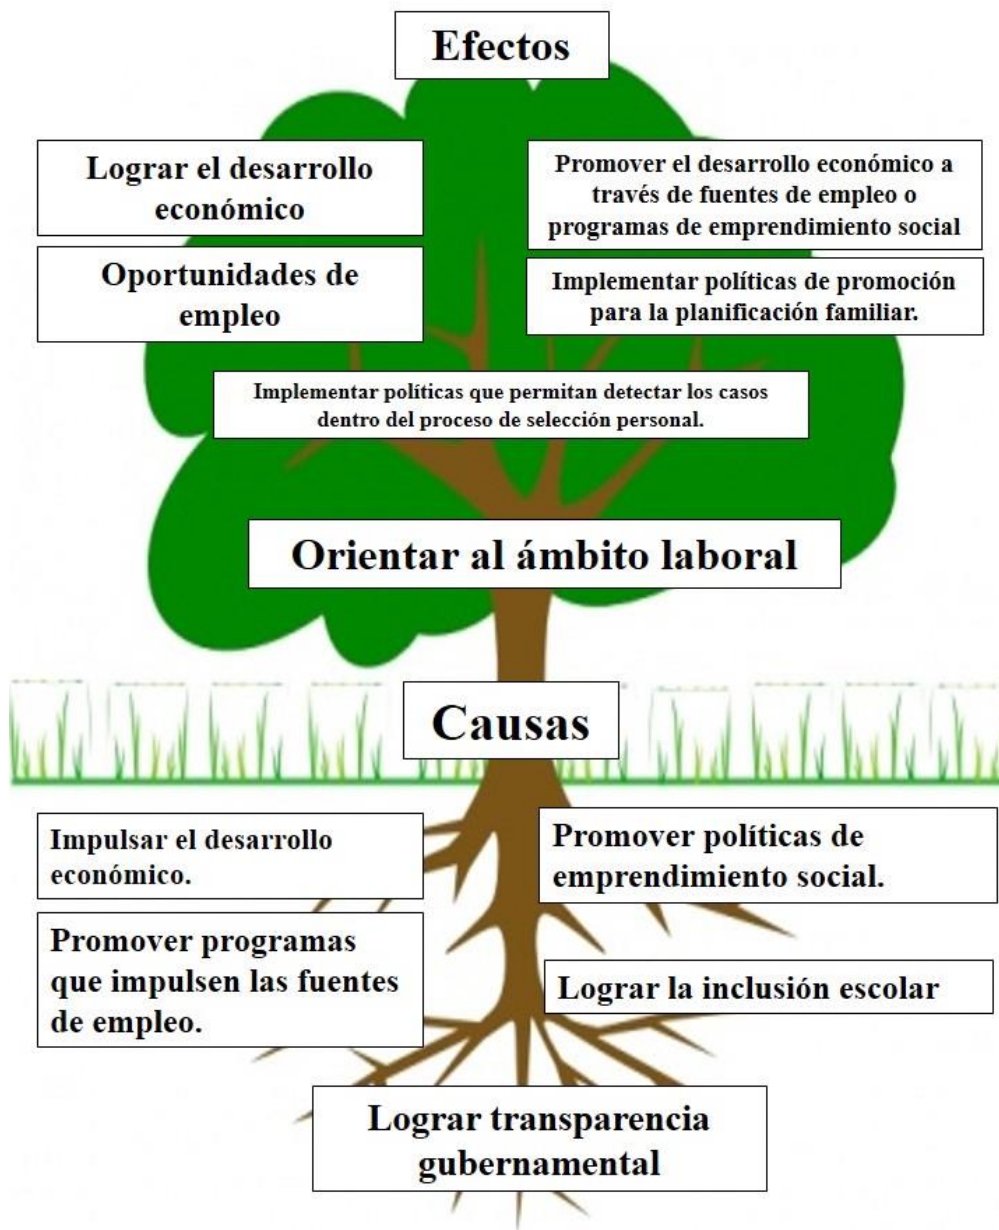 Efectos
Lograr el desarrollo
económico
Promover el desarrollo económico a
través de fuentes de empleo o
programas de emprendimiento social
Oportunidades de
empleo
Implementar políticas de promoción
para la planificación familiar.
Implementar políticas que permitan detectar los casos
dentro del proceso de selección personal.
Orientar al ámbito laboral
Causas
Impulsar el desarrollo
económico.
Promover políticas de
emprendimiento social.
Promover programas
que impulsen las fuentes
de empleo.
Lograr la inclusión escolar
Lograr transparencia
gubernamental